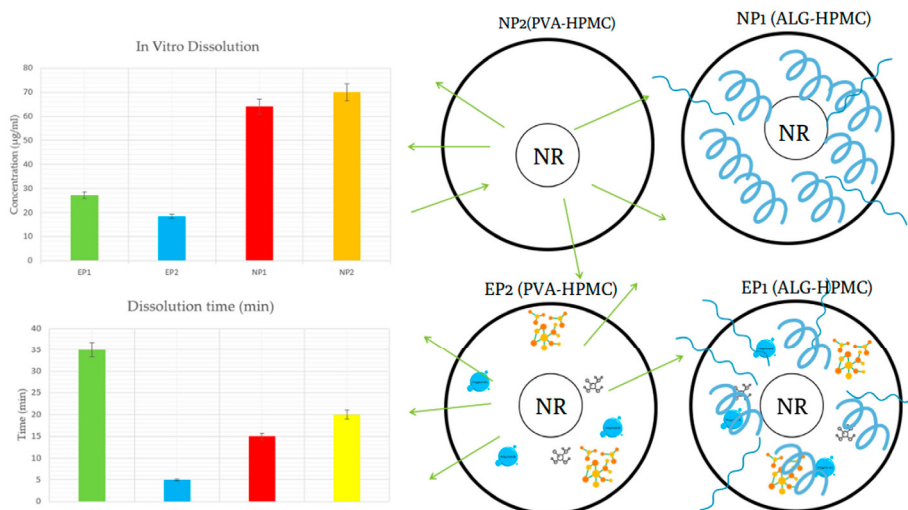 In Vitro Dissolution
Concentration (µg/ml)
80
70
60
50
40
30
20
10
0
EP1
EP2
NP1
NP2
Dissolution time (min)
Time (min)
40
35
30
25
20
15
10
5
0
NP2(PVA-HPMC)
NR
NP1 (ALG-HPMC)
NR
EP2 (PVA-HPMC)
NR
EP1 (ALG-HPMC)
NR